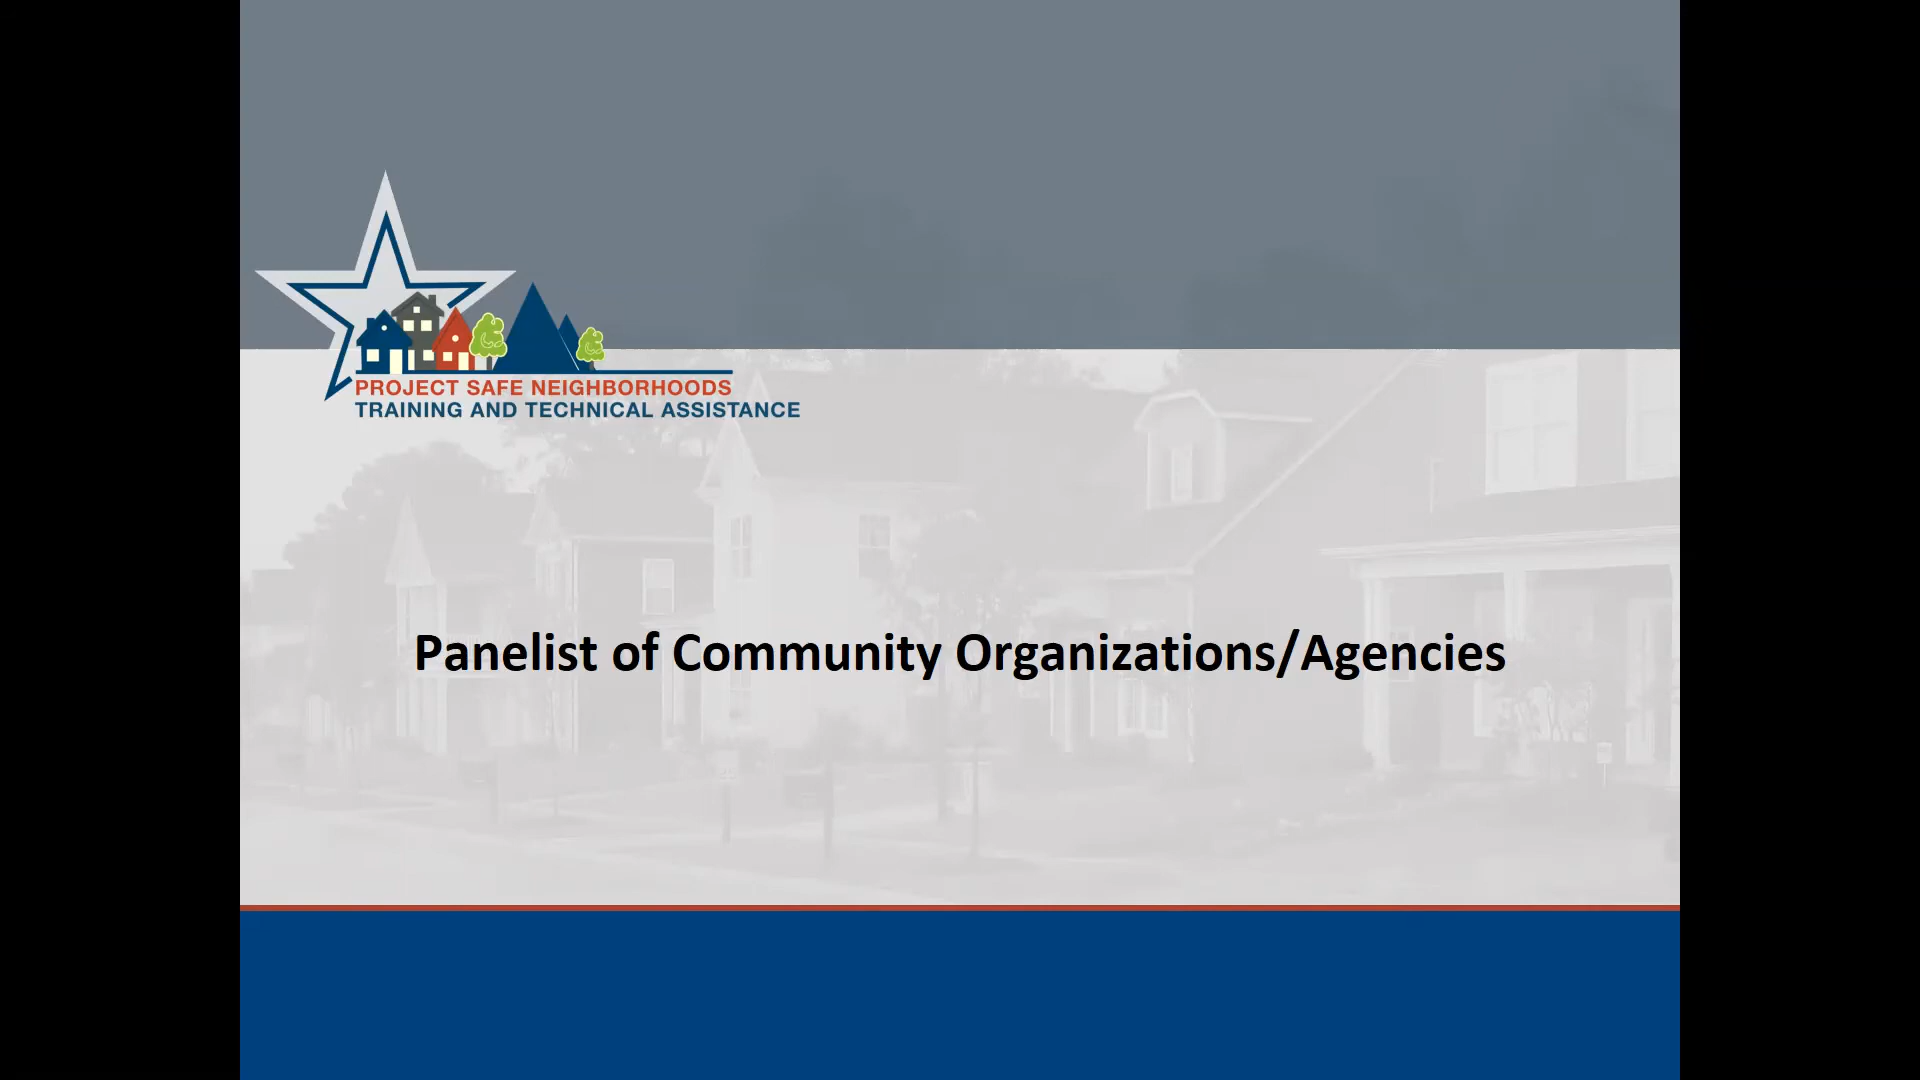 PROJECT SAFE NEIGHBORHOODS
TRAINING AND TECHNICAL ASSISTANCE
Panelist of Community Organizations/Agencies